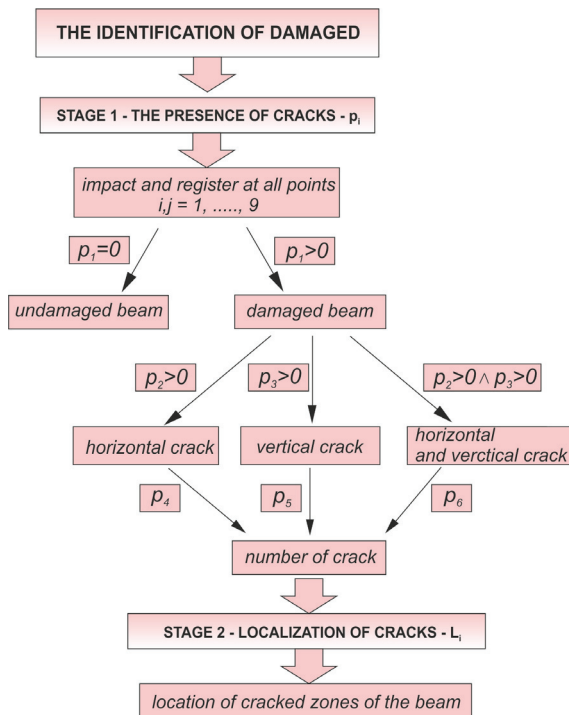 THE IDENTIFICATION OF DAMAGED
STAGE 1 - THE PRESENCE OF CRACKS - pᵢ
impact and register at all points
i,j = 1, ....., 9
p₁=0
p₁>0
undamaged beam
damaged beam
p₂>0
p₃>0
p₂>0 ∧ p₃>0
horizontal crack
vertical crack
horizontal
and verctical crack
p₄
p₅
p₆
number of crack
STAGE 2 - LOCALIZATION OF CRACKS - Lᵢ
location of cracked zones of the beam